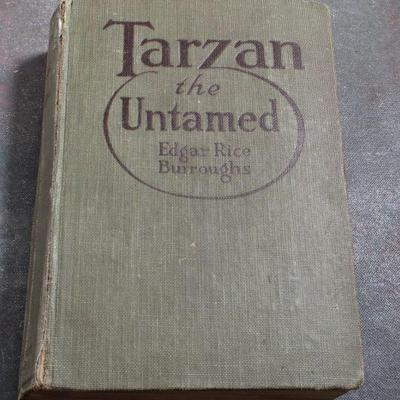 Tarzan
the
Untamed
Edgar Rice
Burroughs